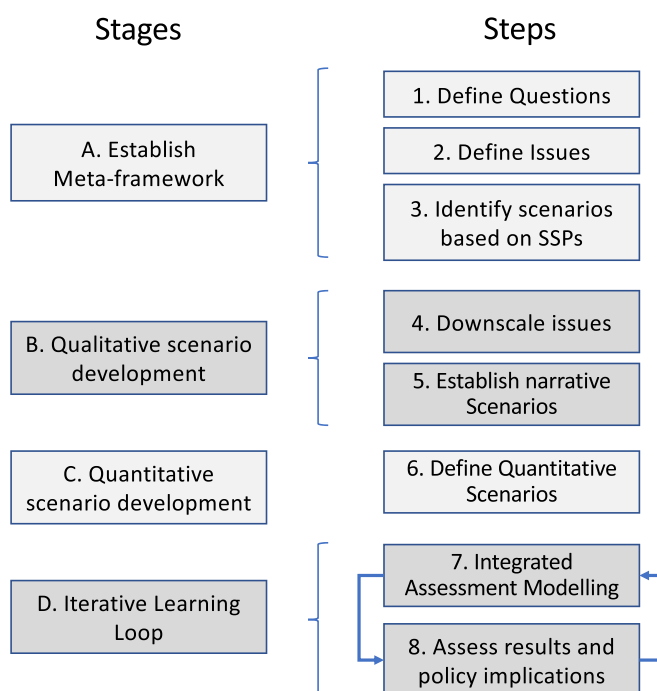 Stages
Steps
A. Establish
Meta-framework
1. Define Questions
2. Define Issues
3. Identify scenarios
based on SSPs
B. Qualitative scenario
development
4. Downscale issues
5. Establish narrative
Scenarios
C. Quantitative
scenario development
6. Define Quantitative
Scenarios
D. Iterative Learning
Loop
7. Integrated
Assessment Modelling
8. Assess results and
policy implications